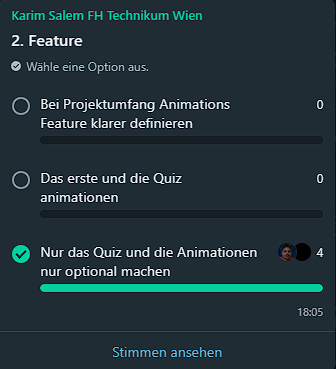 Karim Salem FH Technikum Wien
2. Feature
Wähle eine Option aus.
Bei Projektumfang Animations 0
Feature klarer definieren
Das erste und die Quiz 0
animationen
Nur das Quiz und die Animationen 4
nur optional machen
18:05
Stimmen ansehen